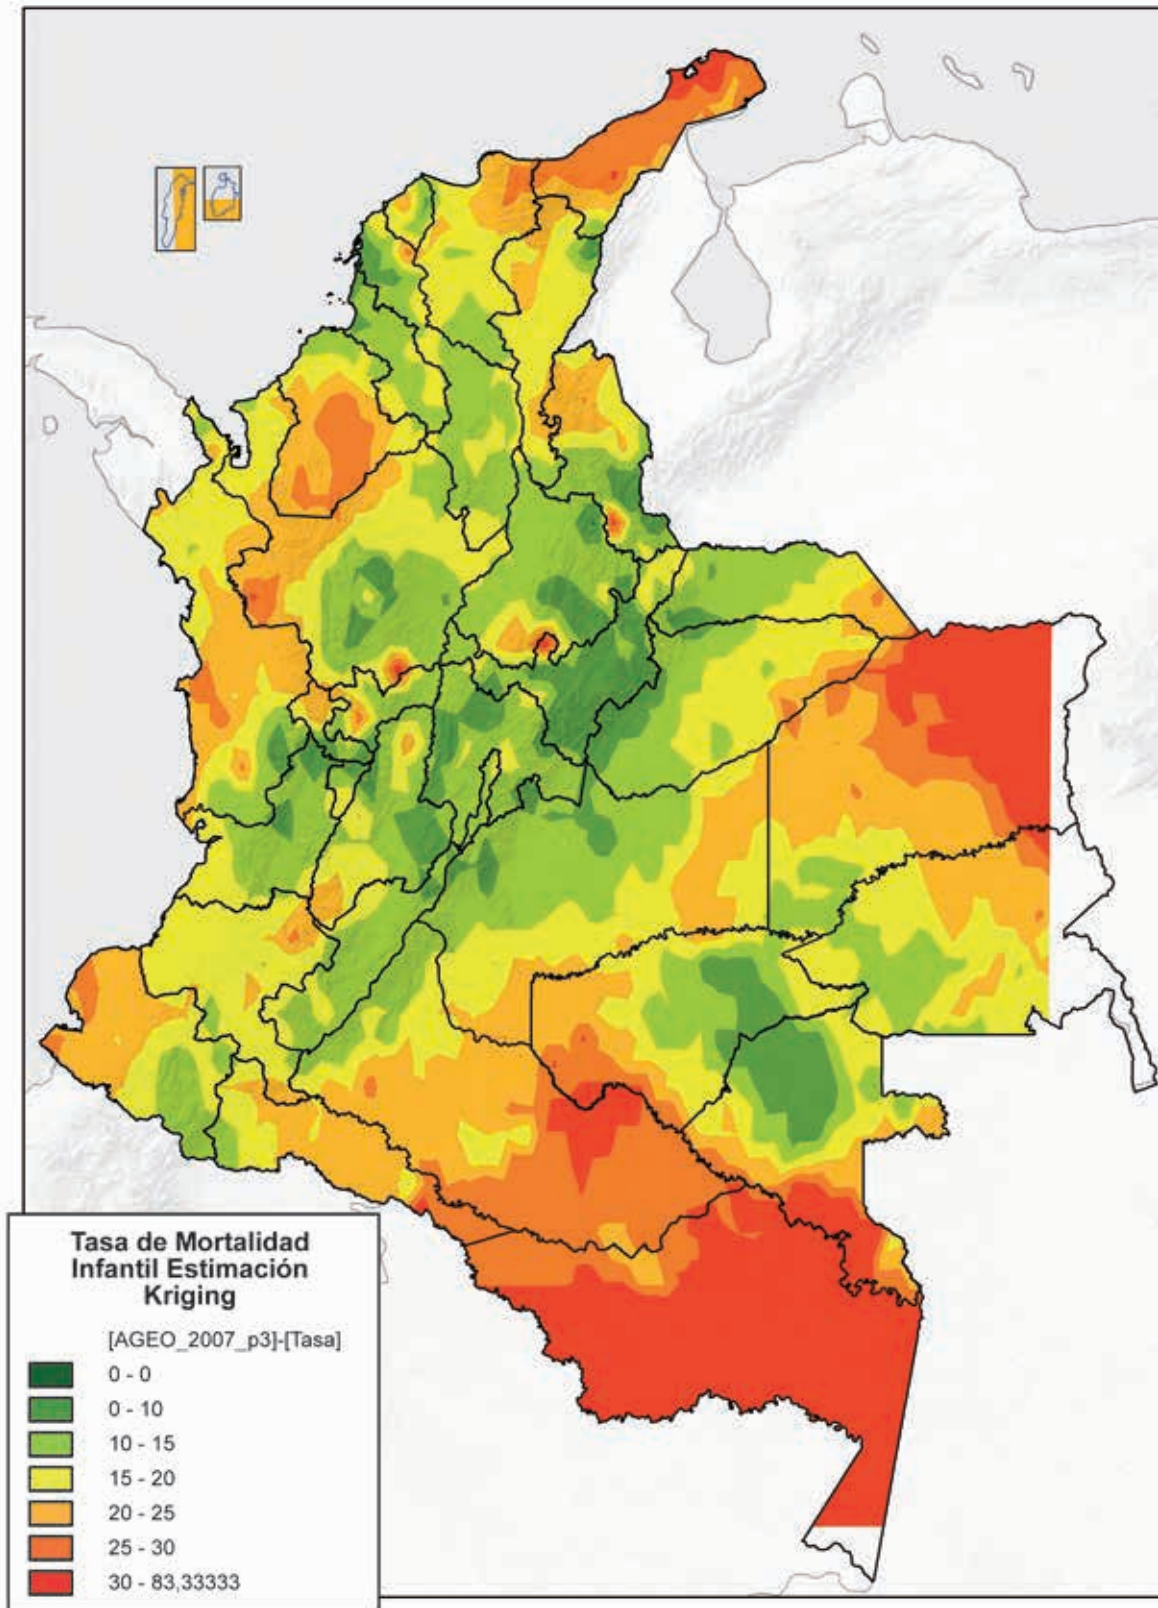 Tasa de Mortalidad
Infantil Estimación
Kriging
[AGEO_2007_p3]-[Tasa]
0 - 0
0 - 10
10 - 15
15 - 20
20 - 25
25 - 30
30 - 83,33333